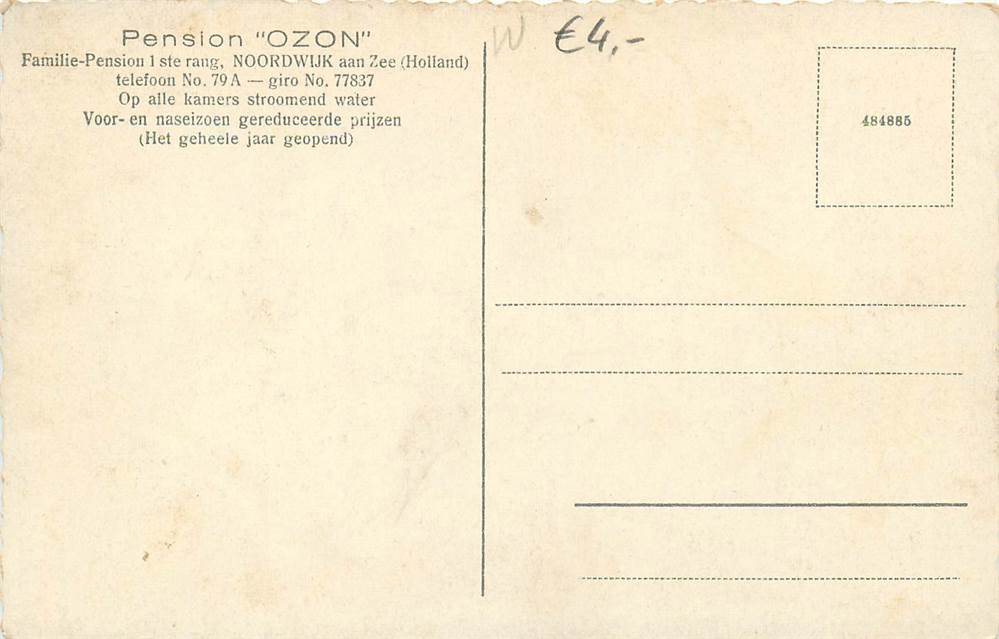 Pension "OZON"
Familie-Pension 1 ste rang, NOORDWIJK aan Zee (Holland)
telefoon No. 79 A — giro No. 77837
Op alle kamers stroomend water
Voor- en naseizoen gereduceerde prijzen
(Het geheele jaar geopend)
W €4,-
484885